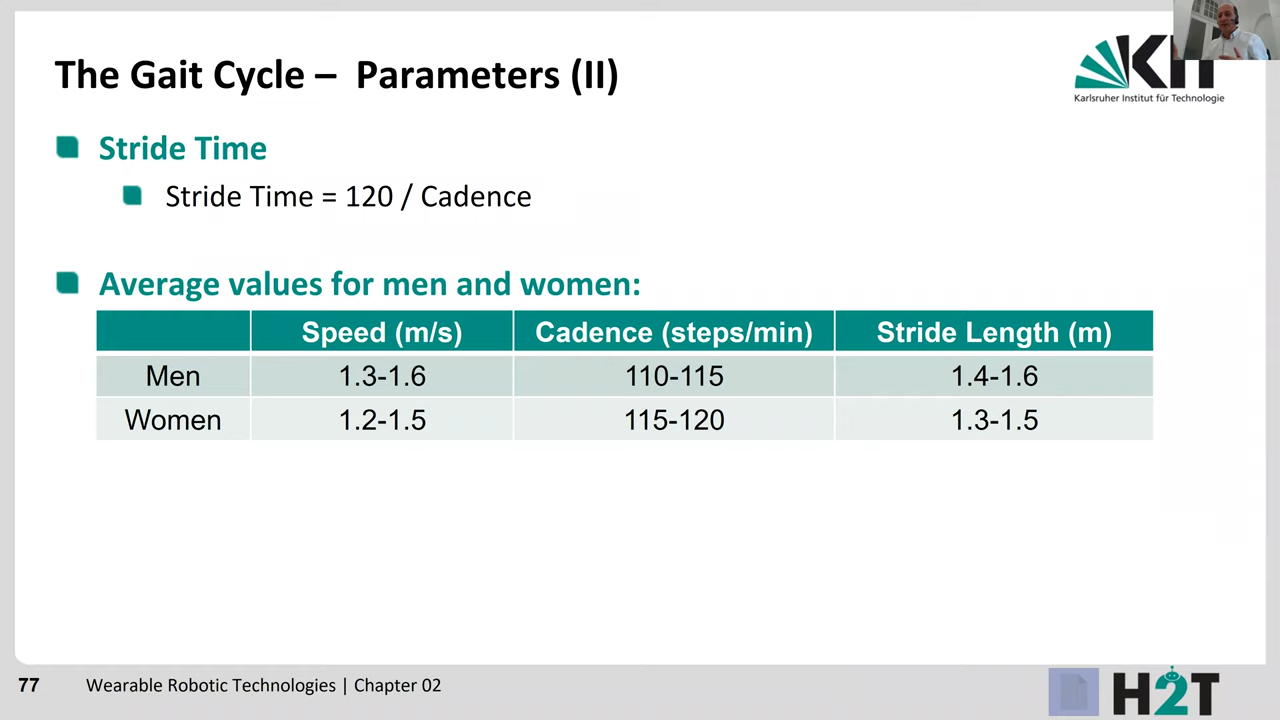 The Gait Cycle – Parameters (II)
Karlsruher Institut für Technologie
Stride Time
Stride Time = 120 / Cadence
Average values for men and women:
Speed (m/s) Cadence (steps/min) Stride Length (m)
Men 1.3-1.6 110-115 1.4-1.6
Women 1.2-1.5 115-120 1.3-1.5
77 Wearable Robotic Technologies | Chapter 02
H2T